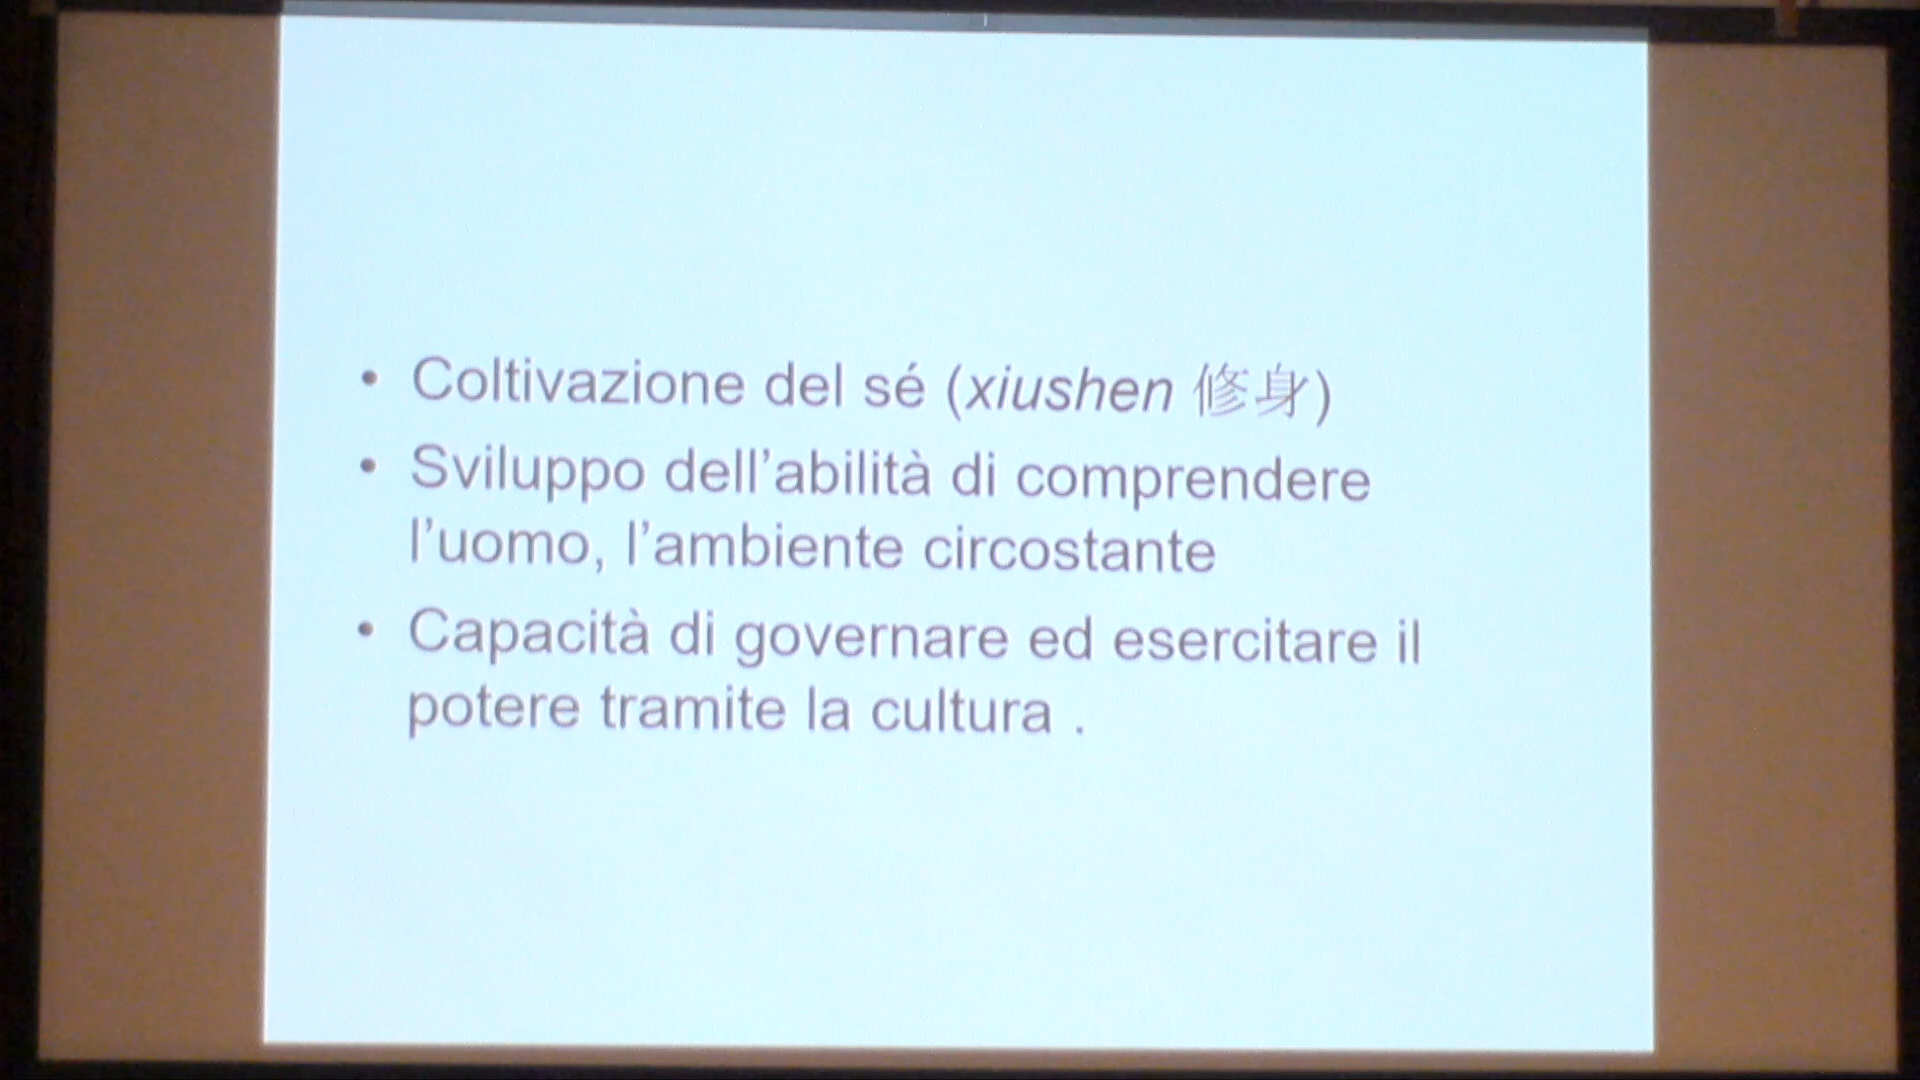 • Coltivazione del sé (xiushen 修身)
• Sviluppo dell’abilità di comprendere
l’uomo, l’ambiente circostante
• Capacità di governare ed esercitare il
potere tramite la cultura .